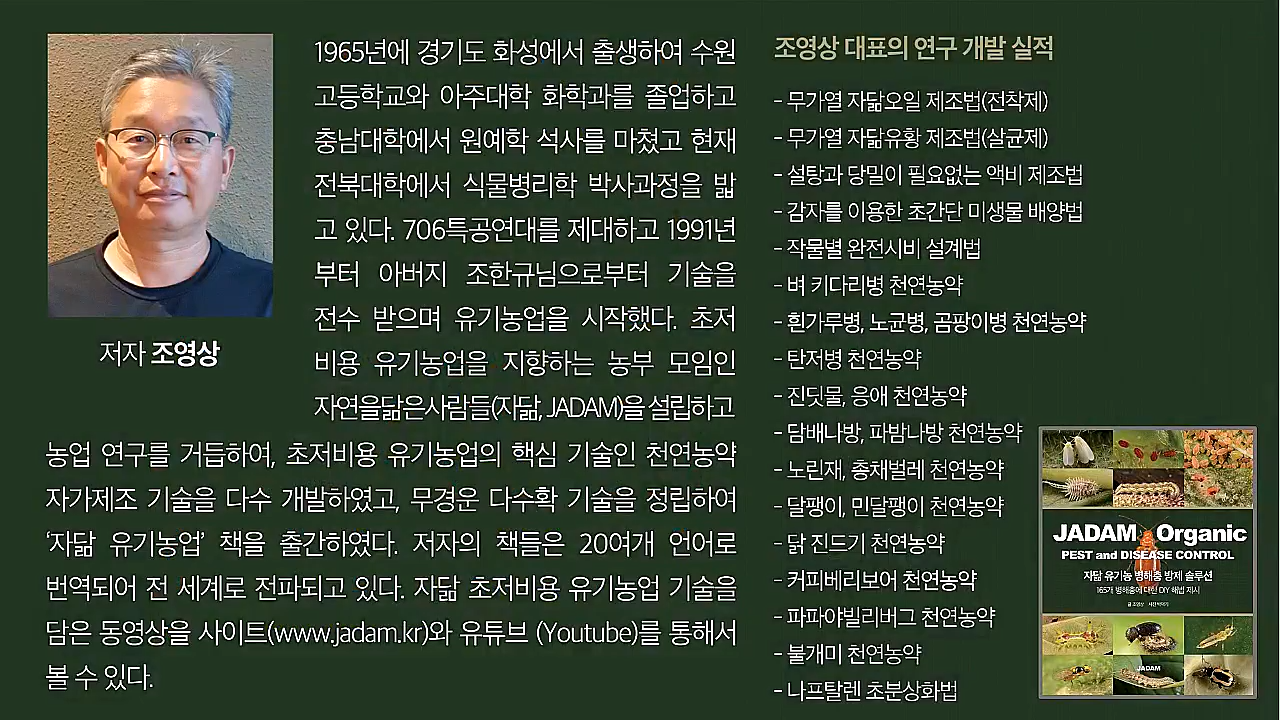 저자 조영상
1965년에 경기도 화성에서 출생하여 수원
고등학교와 아주대학 화학과를 졸업하고
충남대학에서 원예학 석사를 마쳤고 현재
전북대학에서 식물병리학 박사과정을 밟
고 있다. 706특공연대를 제대하고 1991년
부터 아버지 조한규님으로부터 기술을
전수 받으며 유기농업을 시작했다. 초저
비용 유기농업을 지향하는 농부 모임인
자연을닮은사람들(자닮, JADAM)을 설립하고
농업 연구를 거듭하여, 초저비용 유기농업의 핵심 기술인 천연농약
자가제조 기술을 다수 개발하였고, 무경운 다수확 기술을 정립하여
‘자닮 유기농업’ 책을 출간하였다. 저자의 책들은 20여개 언어로
번역되어 전 세계로 전파되고 있다. 자닮 초저비용 유기농업 기술을
담은 동영상을 사이트(www.jadam.kr)와 유튜브 (Youtube)를 통해서
볼 수 있다.
조영상 대표의 연구 개발 실적
- 무가열 자닮오일 제조법(전착제)
- 무가열 자닮유황 제조법(살균제)
- 설탕과 당밀이 필요없는 액비 제조법
- 감자를 이용한 초간단 미생물 배양법
- 작물별 완전시비 설계법
- 벼 키다리병 천연농약
- 흰가루병, 노균병, 곰팡이병 천연농약
- 탄저병 천연농약
- 진딧물, 응애 천연농약
- 담배나방, 파밤나방 천연농약
- 노린재, 총채벌레 천연농약
- 달팽이, 민달팽이 천연농약
- 닭 진드기 천연농약
- 커피베리보어 천연농약
- 파파야빌리버그 천연농약
- 불개미 천연농약
- 나프탈렌 초분상화법
JADAM Organic
PEST and DISEASE CONTROL
자닮 유기농 병해충 방제 솔루션
165개 병해충에 대한 DIY 해법 제시
JADAM